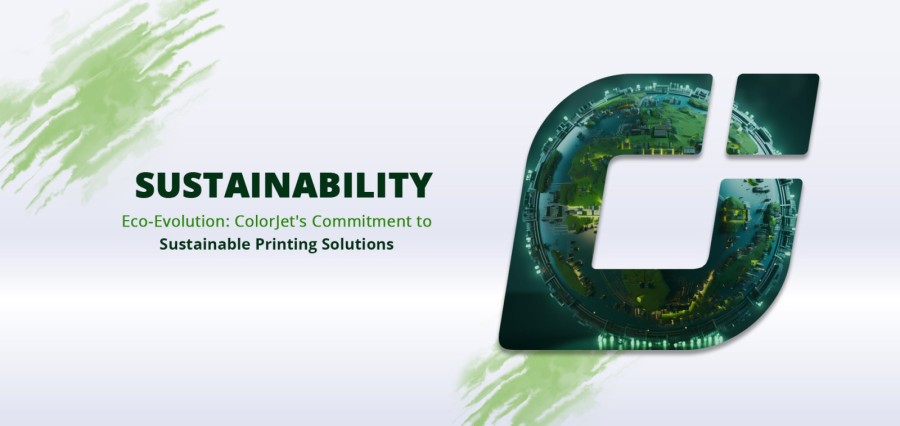 SUSTAINABILITY
Eco-Evolution: ColorJet's Commitment to
Sustainable Printing Solutions